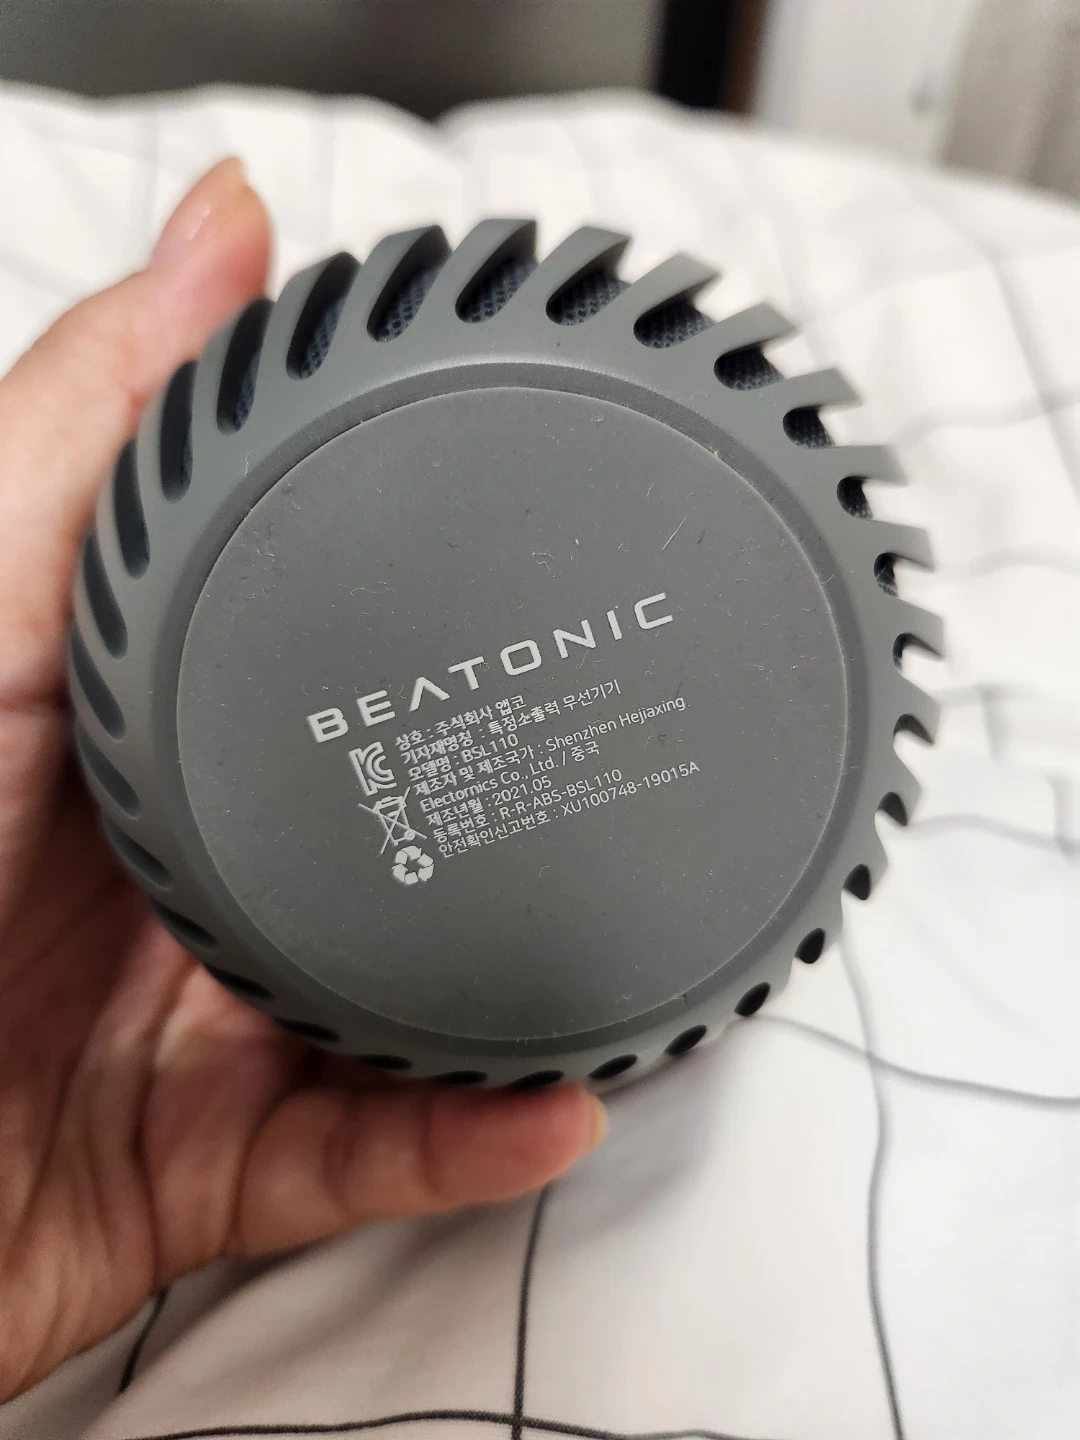 BEATONIC
상호 : 주식회사 앱코
기자재명칭 : 특정소출력 무선기기
모델명 : BSL110
제조자 및 제조국가 : Shenzhen Hejiaxing
Electornics Co., Ltd. / 중국
제조년월 : 2021.05
등록번호 : R-R-ABS-BSL110
안전확인신고번호 : XU100748-19015A